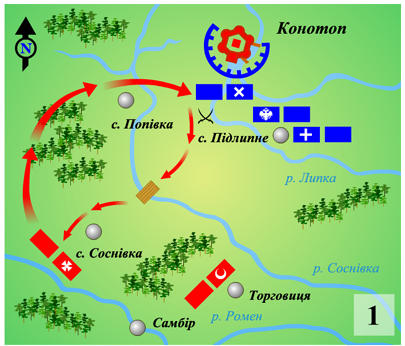 N
Конотоп
с. Попівка
с. Підлипне
р. Липка
с. Соснівка
р. Соснівка
Торговиця
р. Ромен
Самбір
1